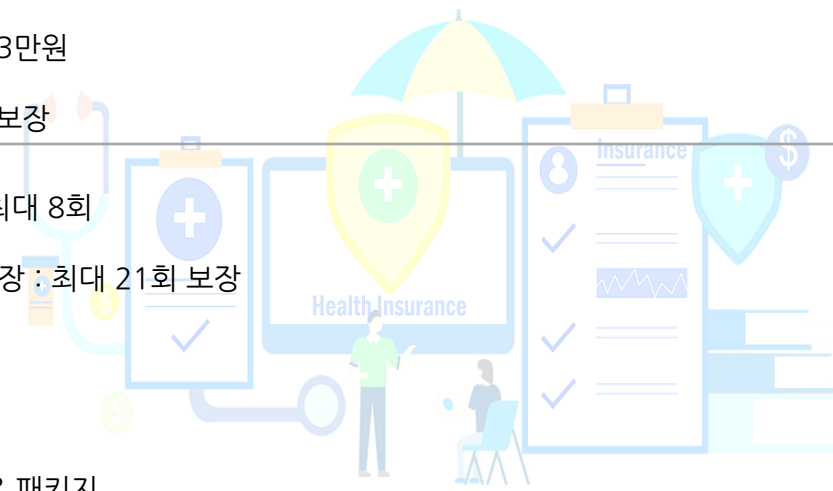 3만원
보장
Insurance
최대 8회
장 : 최대 21회 보장
Health Insurance
& 패키지